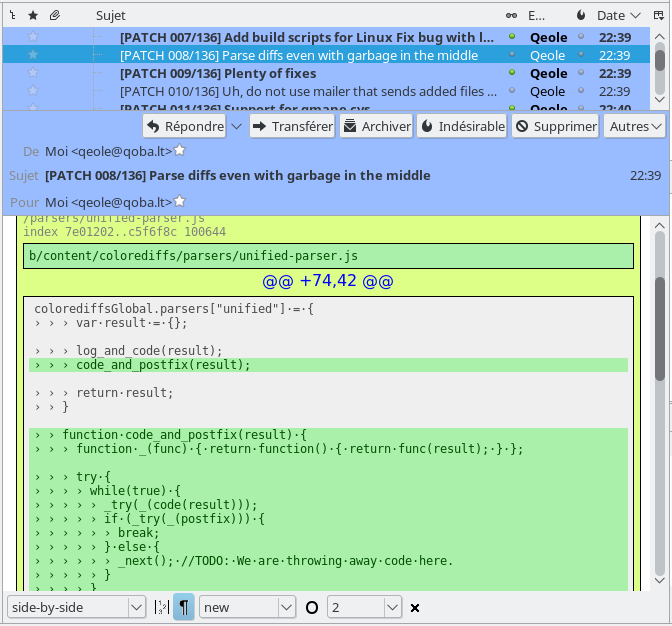 Sujet E... Date
[PATCH 007/136] Add build scripts for Linux Fix bug with l... Qeole 22:39
[PATCH 008/136] Parse diffs even with garbage in the middle Qeole 22:39
[PATCH 009/136] Plenty of fixes Qeole 22:39
[PATCH 010/136] Uh, do not use mailer that sends added files ... Qeole 22:39
[PATCH 011/136] Support for gmane cvs Qeole 22:40
Répondre Transférer Archiver Indésirable Supprimer Autres
De Moi <qeole@qoba.lt>
Sujet [PATCH 008/136] Parse diffs even with garbage in the middle 22:39
Pour Moi <qeole@qoba.lt>
/parsers/unified-parser.js
index 7e01202..c5f6f8c 100644
b/content/colorediffs/parsers/unified-parser.js
@@ +74,42 @@
colorediffsGlobal.parsers["unified"]·=·{
› › › var·result·=·{};
› › › log_and_code(result);
› › › code_and_postfix(result);
› › › return·result;
› › }
› › function·code_and_postfix(result)·{
› › › function·_(func)·{·return·function()·{·return·func(result);·}·};
› › › try·{
› › › › while(true)·{
› › › › › _try(_(code(result)));
› › › › › if·(_try(_(postfix)))·{
› › › › › › break;
› › › › › }·else·{
› › › › › › _next();·//TODO:·We·are·throwing·away·code·here.
› › › › › }
› › › › }
side-by-side 123 ¶ new 2